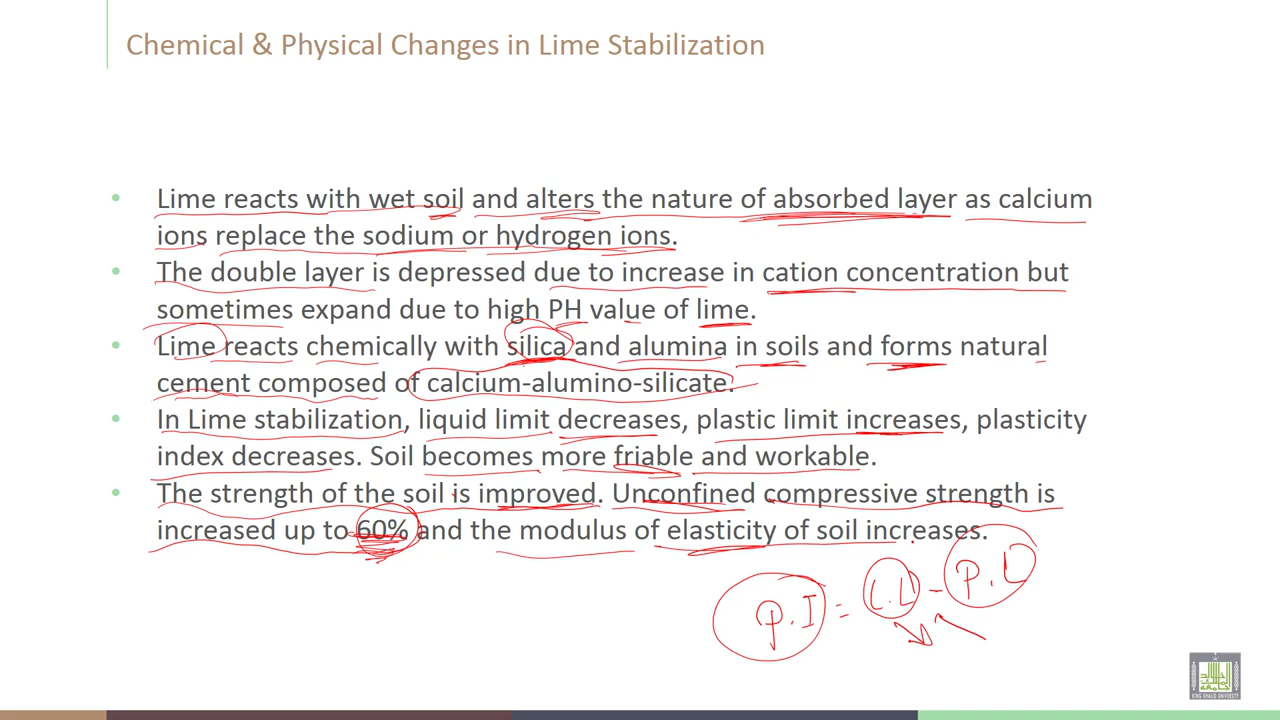 Chemical & Physical Changes in Lime Stabilization
• Lime reacts with wet soil and alters the nature of absorbed layer as calcium
ions replace the sodium or hydrogen ions.
• The double layer is depressed due to increase in cation concentration but
sometimes expand due to high PH value of lime.
• Lime reacts chemically with silica and alumina in soils and forms natural
cement composed of calcium-alumino-silicate.
• In Lime stabilization, liquid limit decreases, plastic limit increases, plasticity
index decreases. Soil becomes more friable and workable.
• The strength of the soil is improved. Unconfined compressive strength is
increased up to 60% and the modulus of elasticity of soil increases.
P.I = L.L - P.L
KING KHALID UNIVERSITY